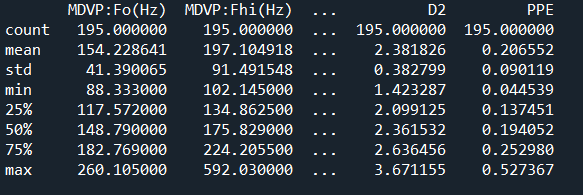 MDVP:Fo(Hz) MDVP:Fhi(Hz) ... D2 PPE
count 195.000000 195.000000 ... 195.000000 195.000000
mean 154.228641 197.104918 ... 2.381826 0.206552
std 41.390065 91.491548 ... 0.382799 0.090119
min 88.333000 102.145000 ... 1.423287 0.044539
25% 117.572000 134.862500 ... 2.099125 0.137451
50% 148.790000 175.829000 ... 2.361532 0.194052
75% 182.769000 224.205500 ... 2.636456 0.252980
max 260.105000 592.030000 ... 3.671155 0.527367